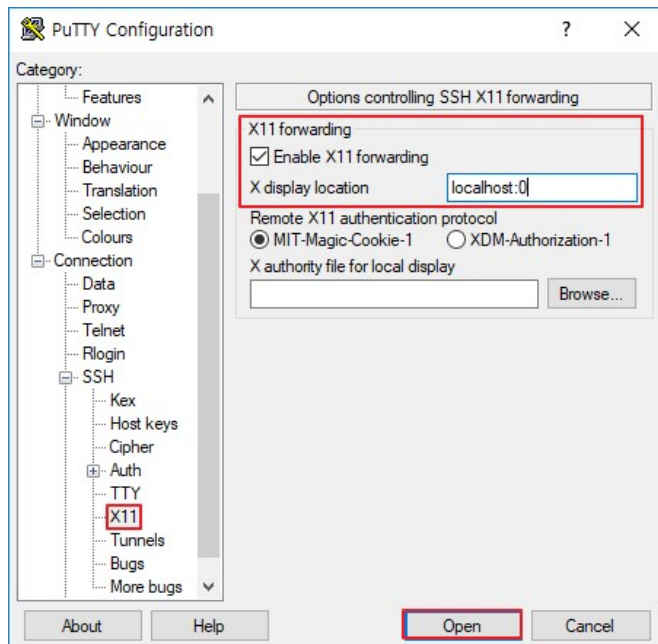 PuTTY Configuration
?
Category:
Features
Window
Appearance
Behaviour
Translation
Selection
Colours
Connection
Data
Proxy
Telnet
Rlogin
SSH
Kex
Host keys
Cipher
Auth
TTY
X11
Tunnels
Bugs
More bugs
Options controlling SSH X11 forwarding
X11 forwarding
Enable X11 forwarding
X display location localhost:0
Remote X11 authentication protocol
MIT-Magic-Cookie-1 XDM-Authorization-1
X authority file for local display
Browse...
About Help Open Cancel